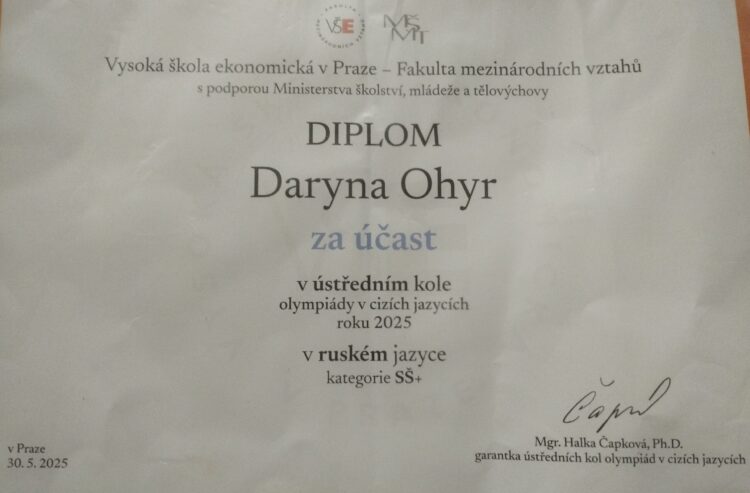 VŠE
MŠMT
Vysoká škola ekonomická v Praze – Fakulta mezinárodních vztahů
s podporou Ministerstva školství, mládeže a tělovýchovy
DIPLOM
Daryna Ohyr
za účast
v ústředním kole
olympiády v cizích jazycích
roku 2025
v ruském jazyce
kategorie SŠ+
Mgr. Halka Čapková, Ph.D.
garantka ústředních kol olympiád v cizích jazycích
v Praze
30. 5. 2025